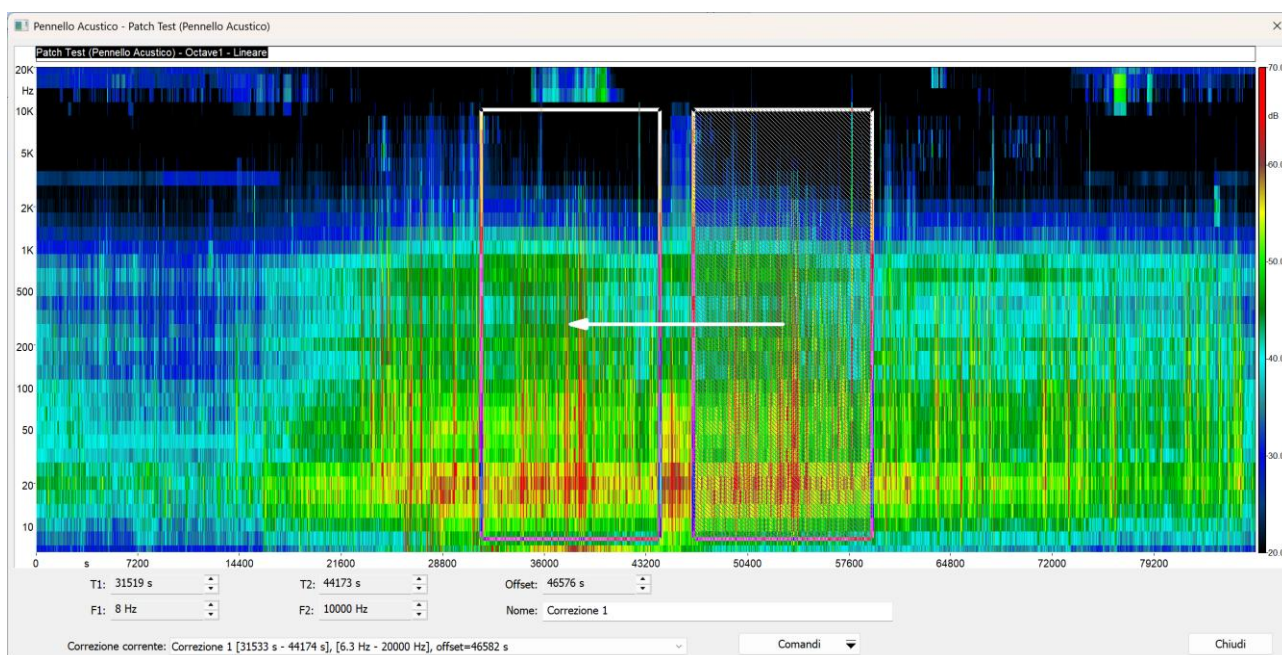 Pennello Acustico - Patch Test (Pennello Acustico)
Patch Test (Pennello Acustico) - Octave1 - Lineare
20K
Hz
10K
5K
2K
1K
500
200
100
50
20
10
70.0
dB
60.0
50.0
40.0
30.0
20.0
0 s 7200 14400 21600 28800 36000 43200 50400 57600 64800 72000 79200
T1: 31519 s T2: 44173 s Offset: 46576 s
F1: 8 Hz F2: 10000 Hz Nome: Correzione 1
Correzione corrente: Correzione 1 [31533 s - 44174 s], [6.3 Hz - 20000 Hz], offset=46582 s Comandi Chiudi